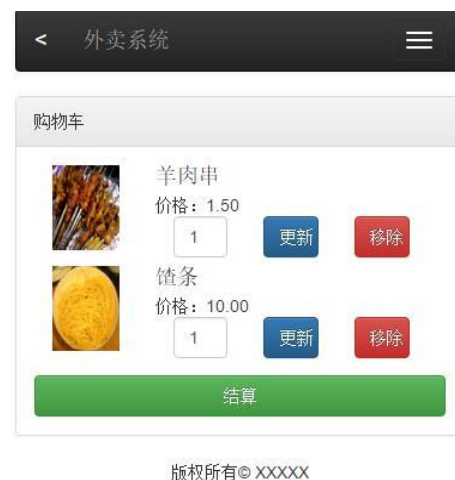 < 外卖系统
购物车
羊肉串
价格：1.50
1 更新 移除
馇条
价格：10.00
1 更新 移除
结算
版权所有© XXXXX